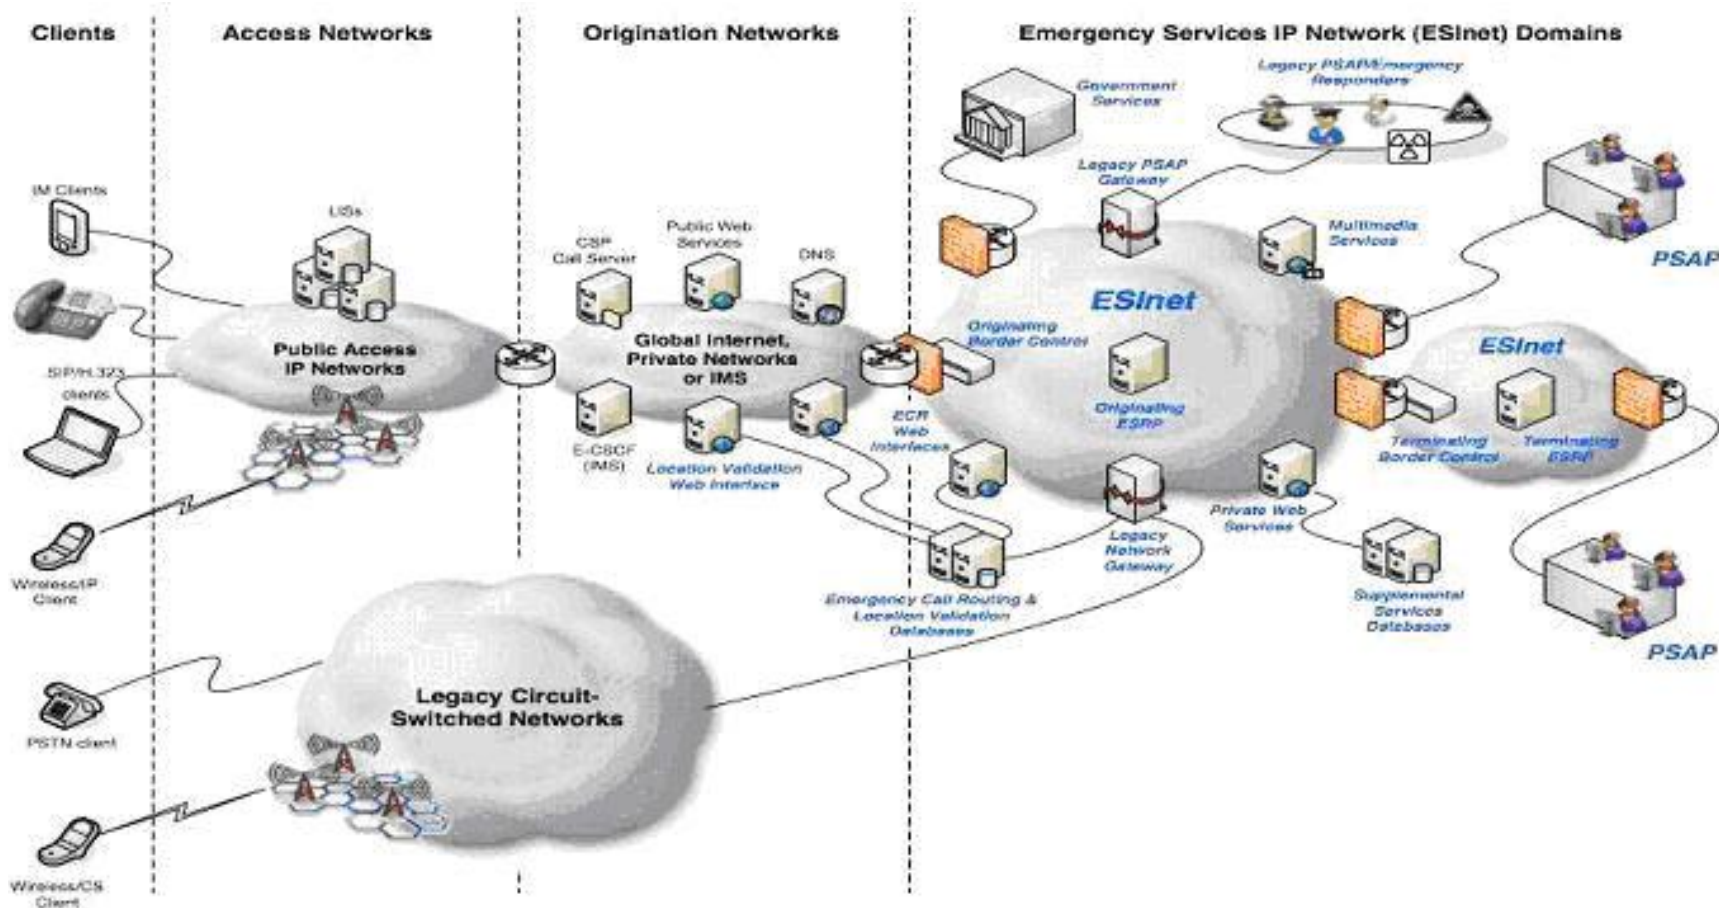 Clients
Access Networks
Origination Networks
Emergency Services IP Network (ESInet) Domains
IM Clients
SIP/H.323
clients
Wireless/IP
Client
PSTN client
Wireless/CS
Client
LISs
Public Access
IP Networks
Legacy Circuit-
Switched Networks
CSP
Call Server
Public Web
Services
DNS
Global Internet,
Private Networks
or IMS
E-CSCF
(IMS)
Location Validation
Web Interface
Government
Services
Legacy PSAP/Emergency
Responders
Legacy PSAP
Gateway
Multimedia
Services
PSAP
ESInet
Originating
Border Control
Originating
ESRP
ECR
Web
Interfaces
ESInet
Terminating
Border Control
Terminating
ESRP
Private Web
Services
Legacy
Network
Gateway
Emergency Call Routing &
Location Validation
Databases
Supplemental
Services
Databases
PSAP